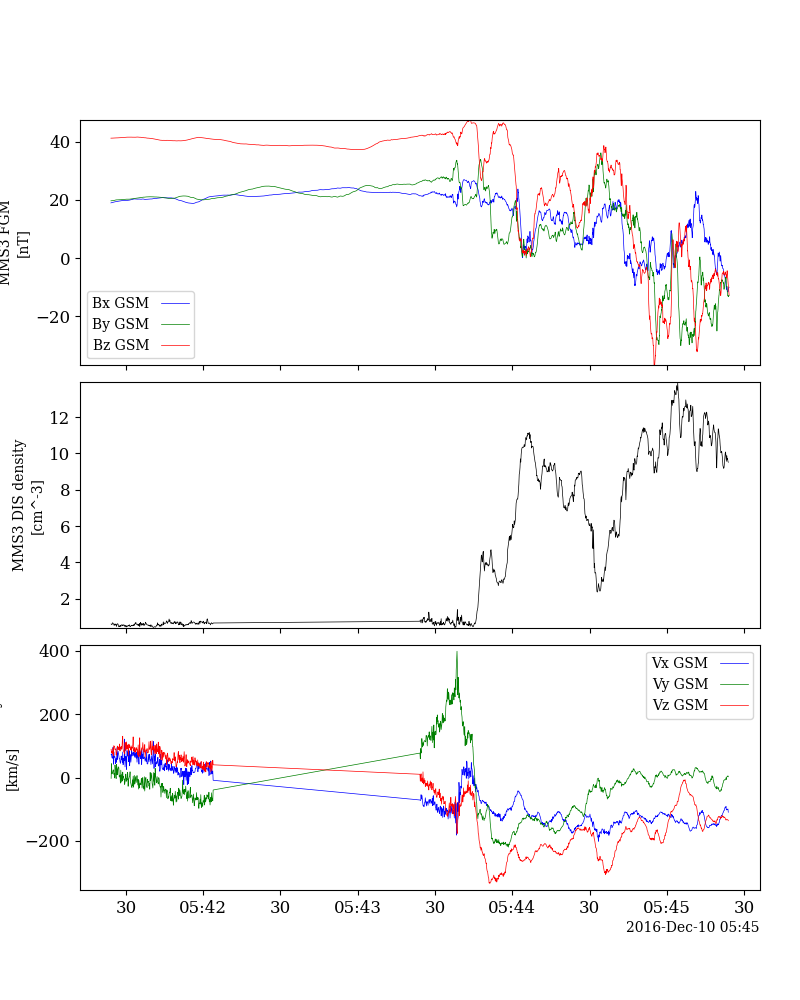 MMS3 FGM
[nT]
40
20
0
−20
Bx GSM
By GSM
Bz GSM
MMS3 DIS density
[cm^-3]
12
10
8
6
4
2
[km/s]
400
200
0
−200
Vx GSM
Vy GSM
Vz GSM
30 05:42 30 05:43 30 05:44 30 05:45 30
2016-Dec-10 05:45